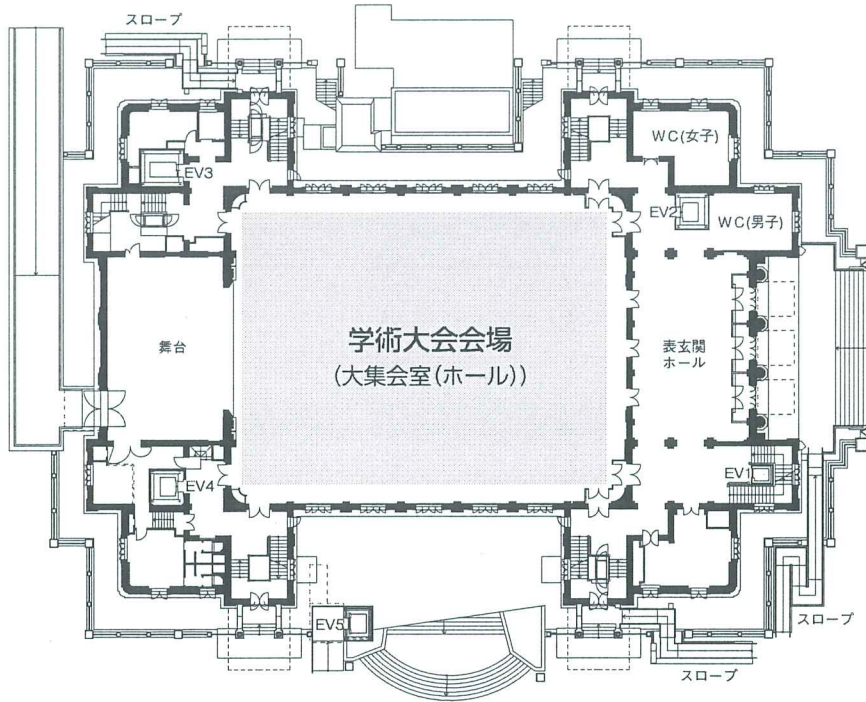 スロープ
WC(女子)
EV3
EV2
WC(男子)
学術大会会場
(大集会室(ホール))
舞台
表玄関
ホール
EV4
EV1
EV5
スロープ
スロープ